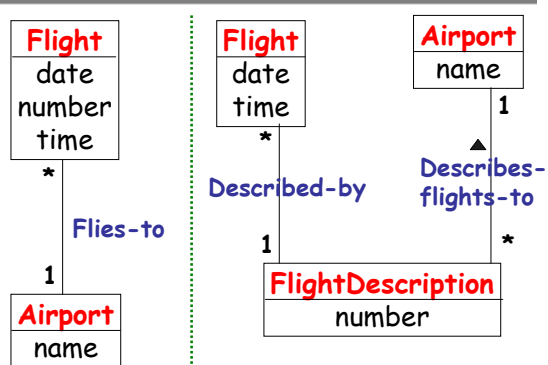 Flight
date
number
time
*
Flies-to
1
Airport
name
Flight
date
time
*
Described-by
1
Airport
name
1
Describes-
flights-to
*
FlightDescription
number